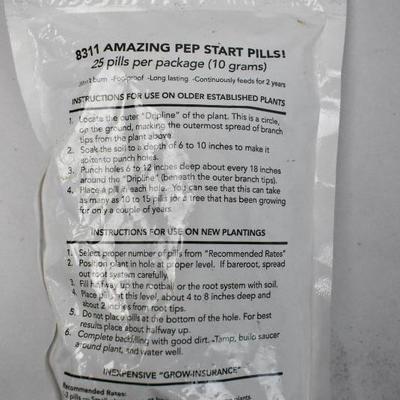 8311 AMAZING PEP START PILLS!
25 pills per package (10 grams)
Won't burn -Foolproof -Long lasting -Continuously feeds for 2 years
INSTRUCTIONS FOR USE ON OLDER ESTABLISHED PLANTS
1. Locate the outer "Dripline" of the plant. This is a circle,
on the ground, marking the outermost spread of branch
tips from the plant above.
2. Soak the soil to a depth of 6 to 10 inches to make it
softer to punch holes.
3. Punch holes 6 to 12 inches deep about every 18 inches
around the "Dripline" (beneath the outer branch tips).
4. Place a pill in each hole. You can see that this can take
as many as 10 to 15 pills for a tree that has been growing
for only a couple of years.
INSTRUCTIONS FOR USE ON NEW PLANTINGS
1. Select proper number of pills from "Recommended Rates"
2. Position plant in hole at proper level. If bareroot, spread
out root system carefully.
3. Fill halfway up the rootball or the root system with soil.
4. Place pills at this level, about 4 to 8 inches deep and
about 2 inches from root tips.
5. Do not place pills at the bottom of the hole. For best
results place about halfway up.
6. Complete backfilling with good dirt. -Tamp, build saucer
around plant, and water well.
INEXPENSIVE "GROW-INSURANCE"
Recommended Rates:
plants.